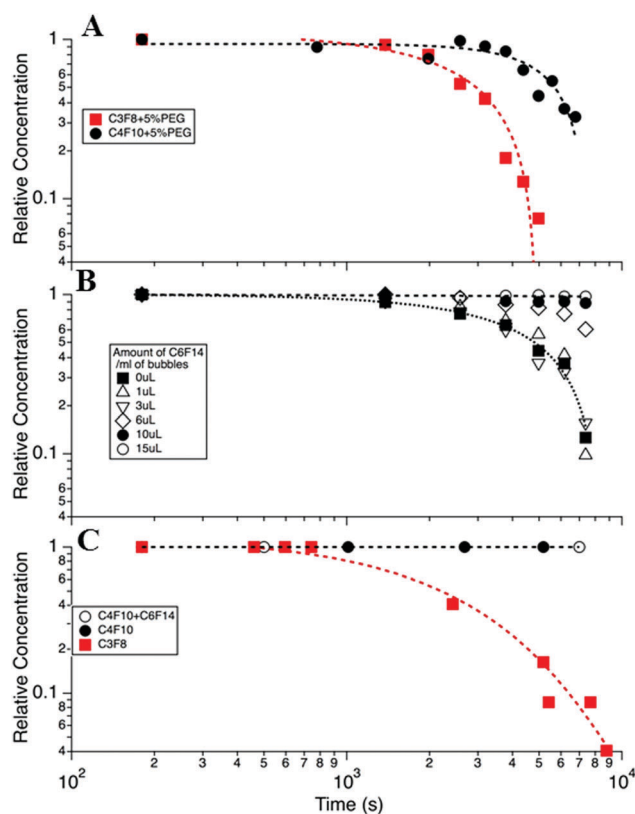 A
1
8
6
5
4
3
2
0.1
8
6
5
4
Relative Concentration
C3F8+5%PEG
C4F10+5%PEG
B
1
8
6
5
4
3
2
0.1
8
6
5
4
Relative Concentration
Amount of C6F14
/ml of bubbles
0uL
1uL
3uL
6uL
10uL
15uL
C
1
8
6
4
2
0.1
8
6
4
Relative Concentration
C4F10+C6F14
C4F10
C3F8
10² 2 3 4 5 6 7 8 9 10³ 2 3 4 5 6 7 8 9 10⁴
Time (s)